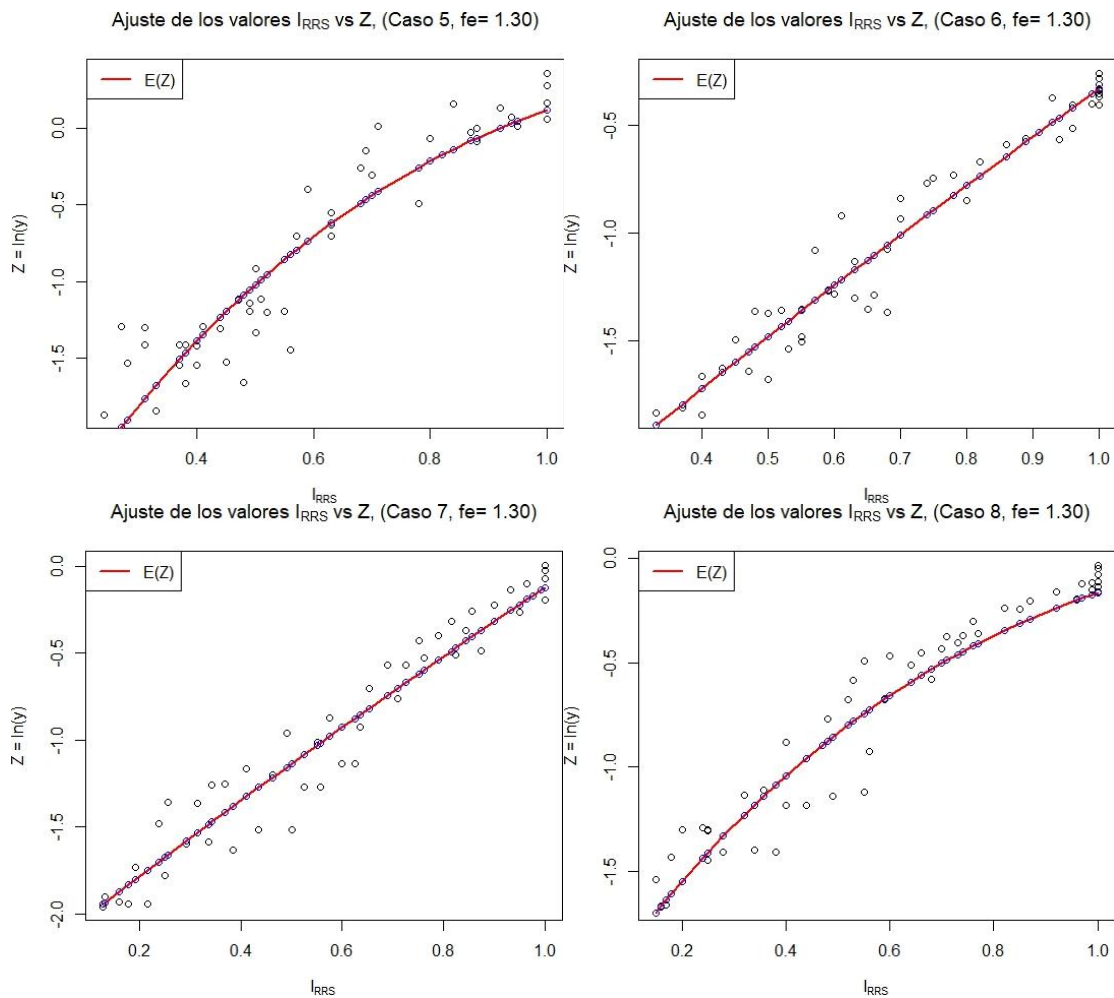 Ajuste de los valores I_RRS vs Z, (Caso 5, fe= 1.30)
E(Z)
Z = ln(y)
0.0
-0.5
-1.0
-1.5
0.4 0.6 0.8 1.0
I_RRS
Ajuste de los valores I_RRS vs Z, (Caso 6, fe= 1.30)
E(Z)
Z = ln(y)
-0.5
-1.0
-1.5
0.4 0.5 0.6 0.7 0.8 0.9 1.0
I_RRS
Ajuste de los valores I_RRS vs Z, (Caso 7, fe= 1.30)
E(Z)
Z = ln(y)
0.0
-0.5
-1.0
-1.5
-2.0
0.2 0.4 0.6 0.8 1.0
I_RRS
Ajuste de los valores I_RRS vs Z, (Caso 8, fe= 1.30)
E(Z)
Z = ln(y)
0.0
-0.5
-1.0
-1.5
0.2 0.4 0.6 0.8 1.0
I_RRS